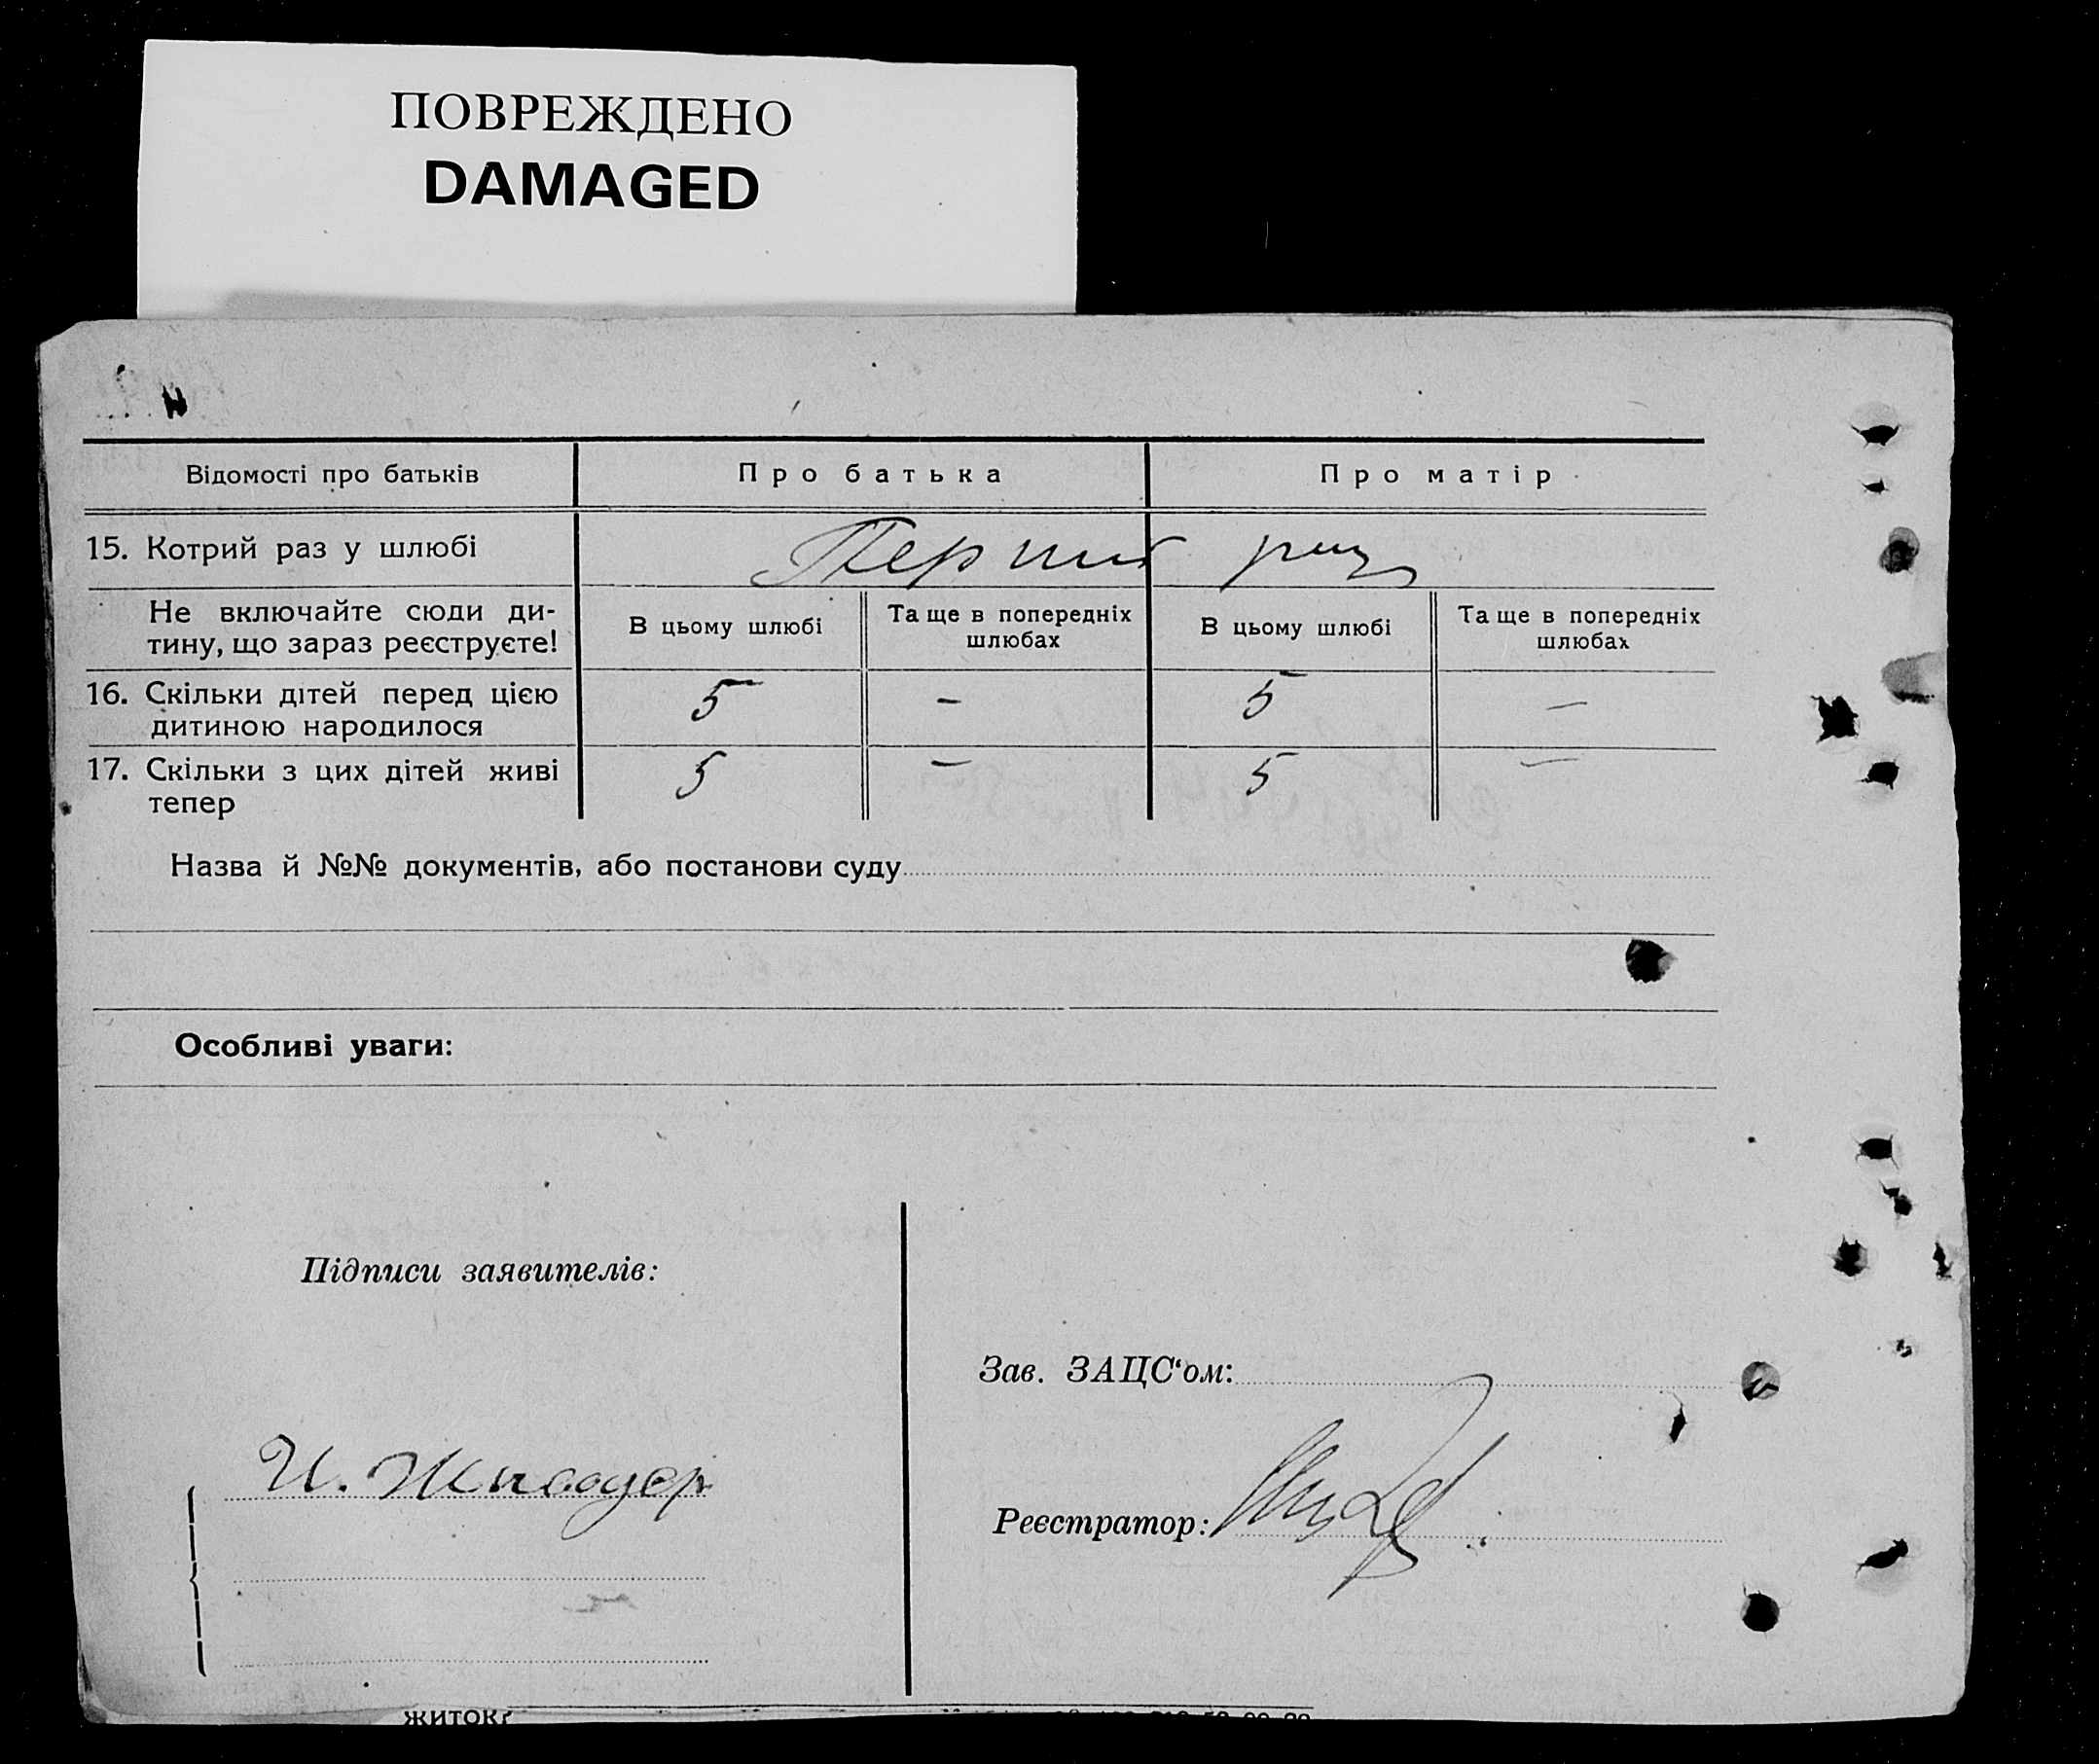 ПОВРЕЖДЕНО
DAMAGED
Відомості про батьків
Про батька
Про матір
15. Котрий раз у шлюбі
Перший раз
Не включайте сюди ди-
тину, що зараз реєструєте!
В цьому шлюбі
Та ще в попередніх
шлюбах
В цьому шлюбі
Та ще в попередніх
шлюбах
16. Скільки дітей перед цією
дитиною народилося
5 – 5 –
17. Скільки з цих дітей живі
тепер
5 – 5 –
Назва й №№ документів, або постанови суду
Особливі уваги:
Підписи заявителів:
Зав. ЗАЦС‘ом:
И.
Реєстратор: